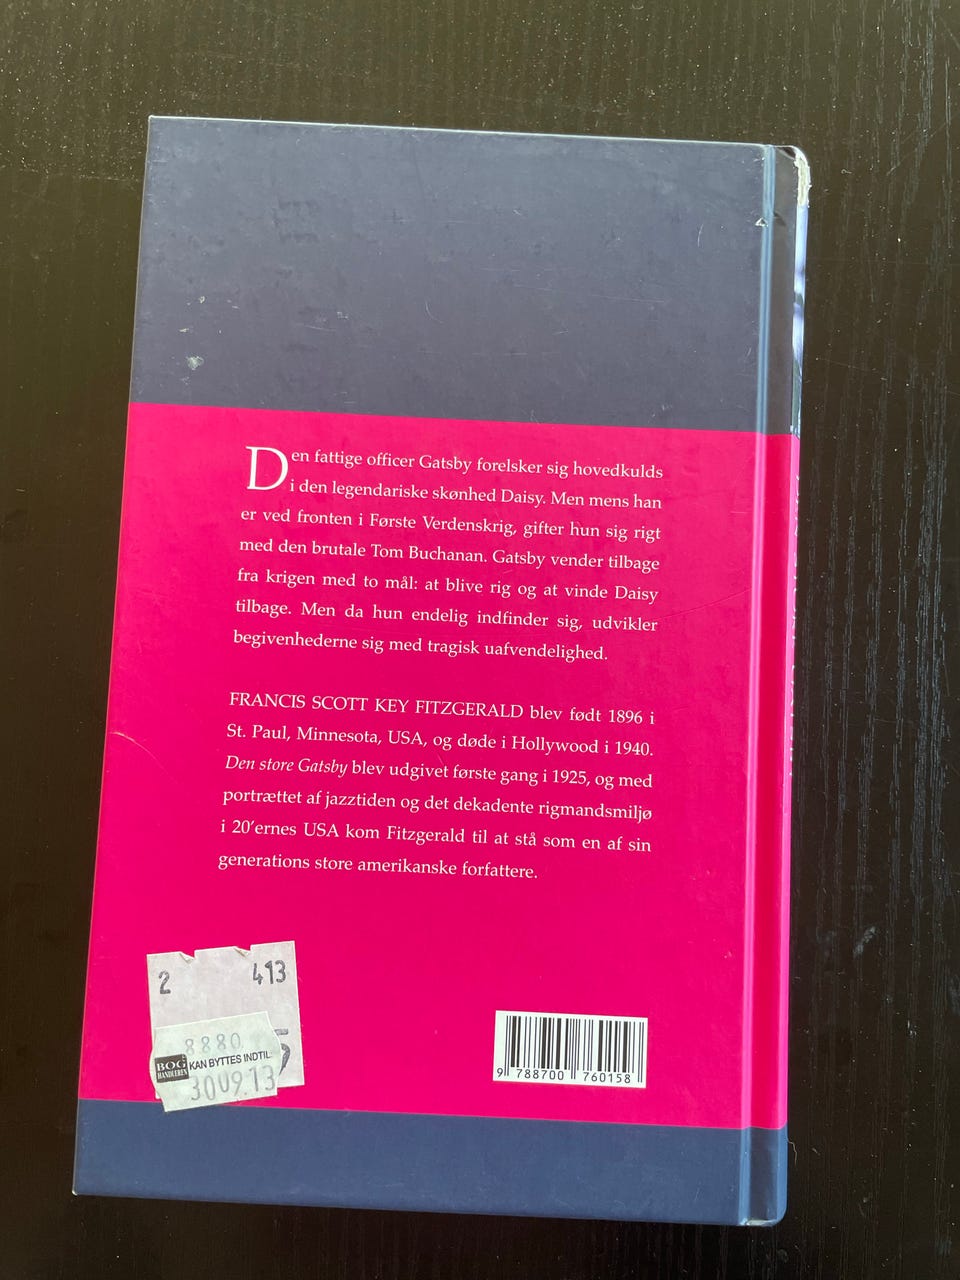 Den fattige officer Gatsby forelsker sig hovedkulds
i den legendariske skønhed Daisy. Men mens han
er ved fronten i Første Verdenskrig, gifter hun sig rigt
med den brutale Tom Buchanan. Gatsby vender tilbage
fra krigen med to mål: at blive rig og at vinde Daisy
tilbage. Men da hun endelig indfinder sig, udvikler
begivenhederne sig med tragisk uafvendelighed.
FRANCIS SCOTT KEY FITZGERALD blev født 1896 i
St. Paul, Minnesota, USA, og døde i Hollywood i 1940.
Den store Gatsby blev udgivet første gang i 1925, og med
portrættet af jazztiden og det dekadente rigmandsmiljø
i 20'ernes USA kom Fitzgerald til at stå som en af sin
generations store amerikanske forfattere.
2 413
8880
BOG
HANDLEREN
KAN BYTTES INDTIL:
300913
9 788700 760158